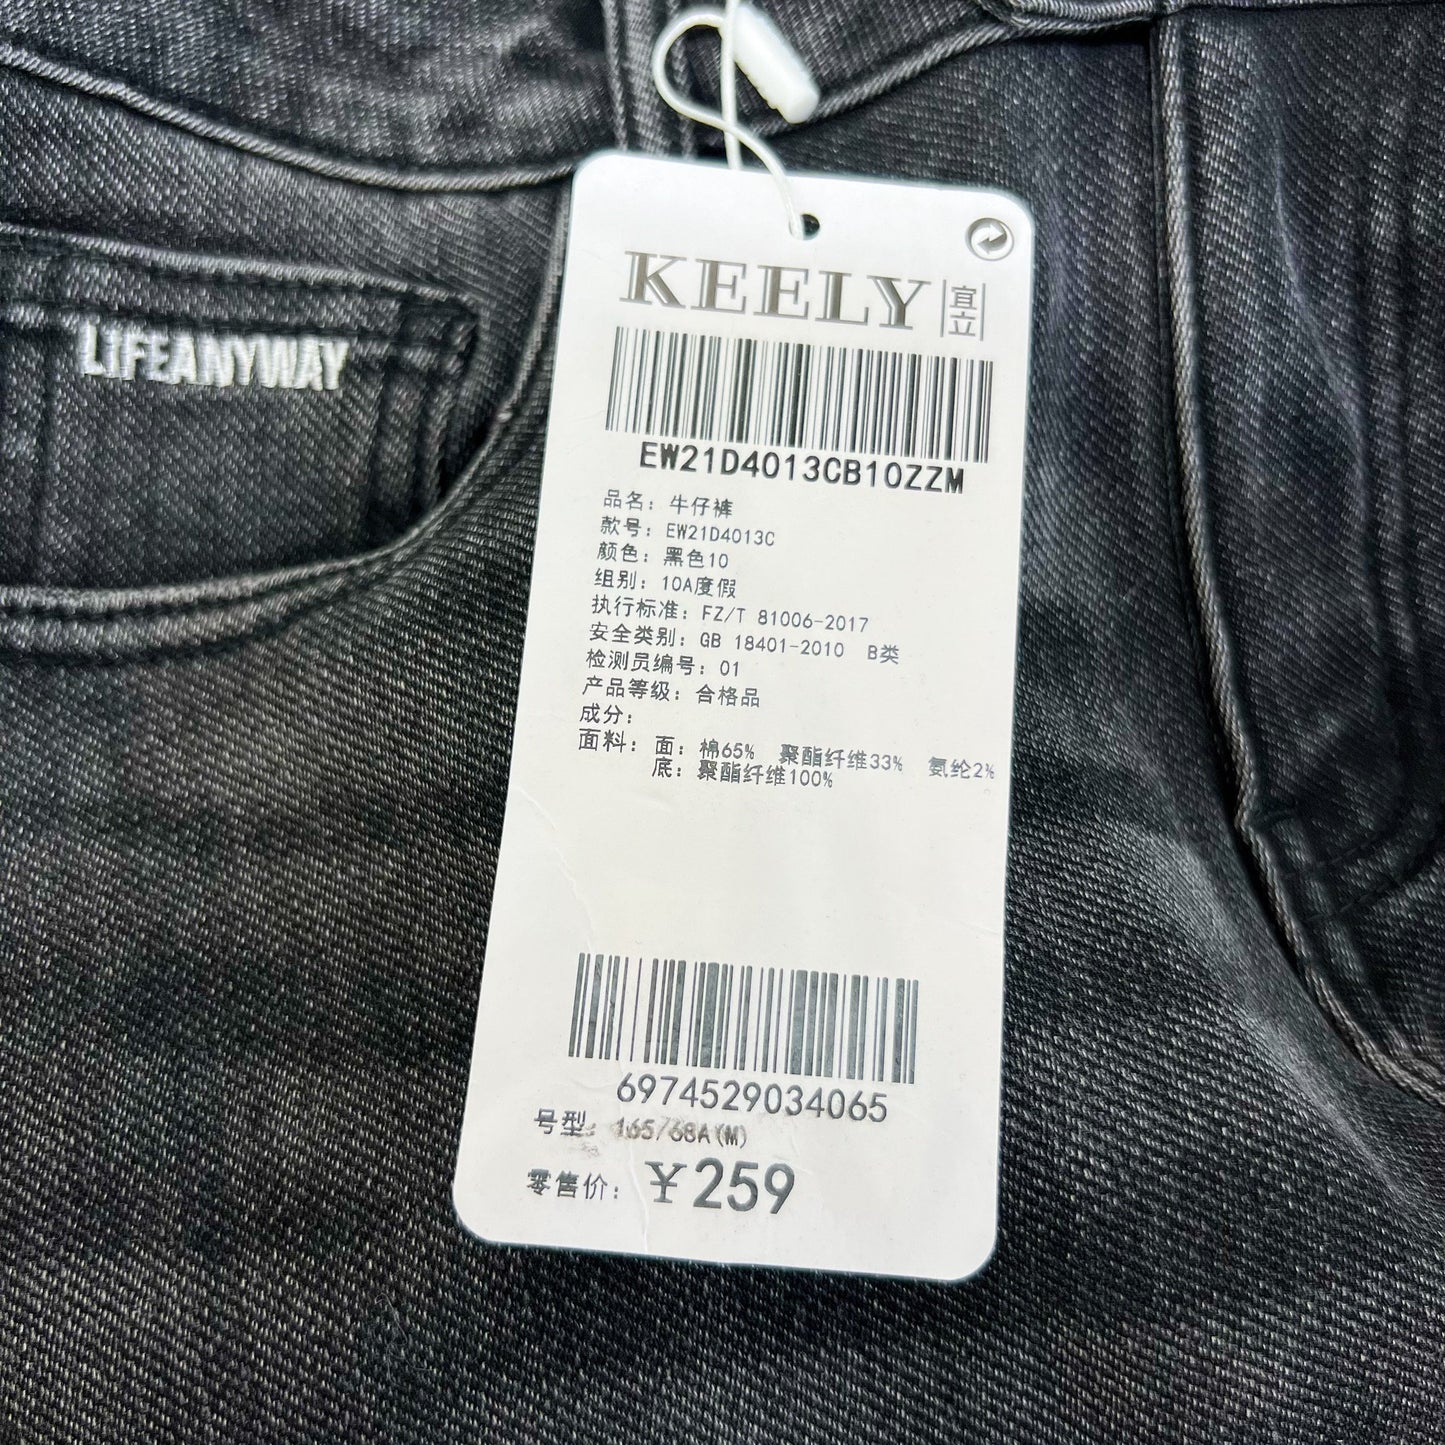 LIFEANYWAY
KEELY 宜立
EW21D4013CB10ZZM
品名：牛仔裤
款号：EW21D4013C
颜色：黑色10
组别：10A度假
执行标准：FZ/T 81006-2017
安全类别：GB 18401-2010 B类
检测员编号：01
产品等级：合格品
成分：
面料：面：棉65% 聚酯纤维33% 氨纶2%
底：聚酯纤维100%
6974529034065
号型：165/68A(M)
零售价：￥259